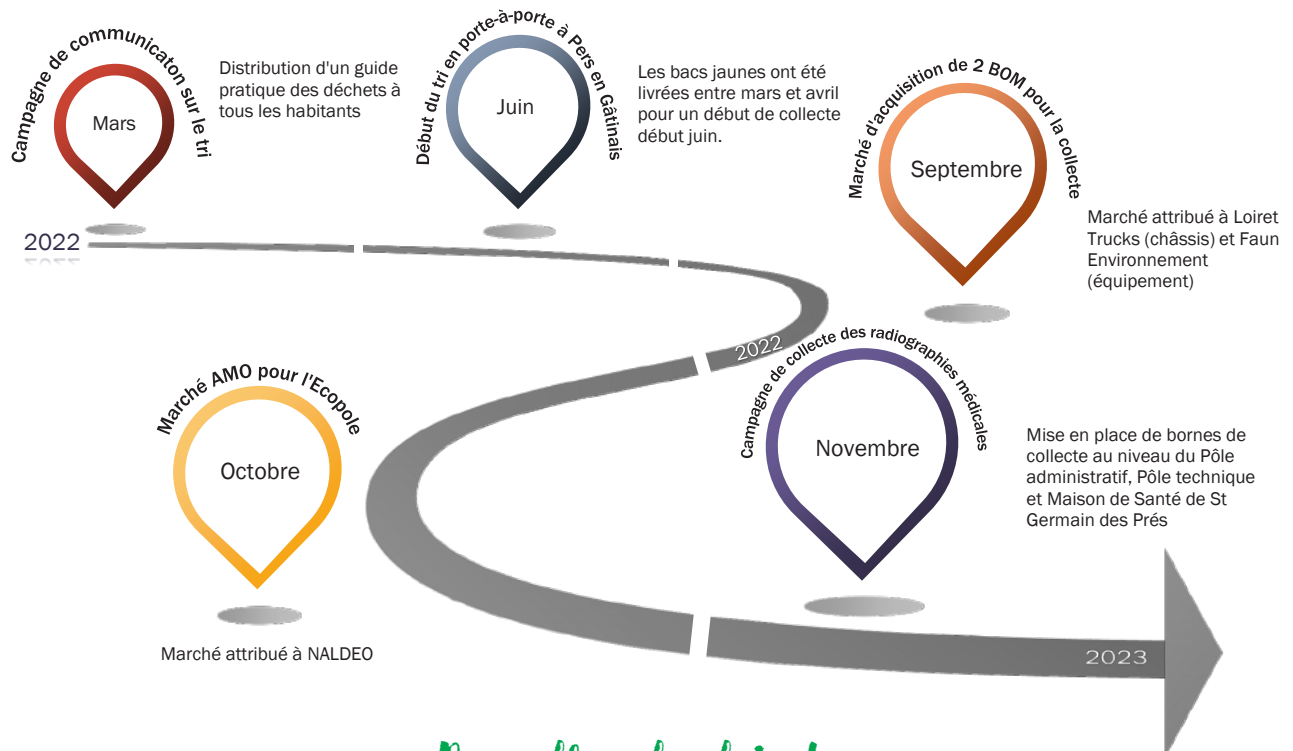 Campagne de communicaton sur le tri
Mars
Distribution d'un guide
pratique des déchets à
tous les habitants
Début du tri en porte-à-porte à Pers en Gâtinais
Juin
Les bacs jaunes ont été
livrées entre mars et avril
pour un début de collecte
début juin.
Marché d'acquisition de 2 BOM pour la collecte
Septembre
Marché attribué à Loiret
Trucks (châssis) et Faun
Environnement
(équipement)
2022
2022
Marché AMO pour l'Ecopole
Octobre
Marché attribué à NALDEO
Campagne de collecte des radiographies médicales
Novembre
Mise en place de bornes de
collecte au niveau du Pôle
administratif, Pôle technique
et Maison de Santé de St
Germain des Prés
2023